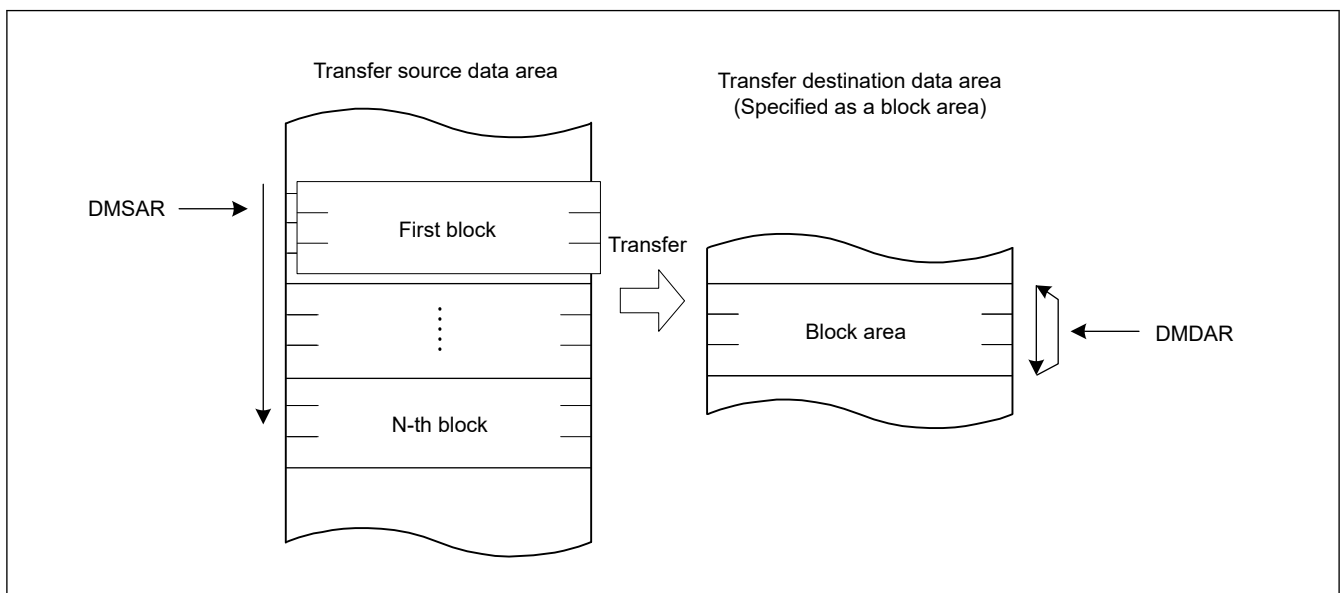 Transfer source data area
Transfer destination data area
(Specified as a block area)
DMSAR
First block
Transfer
Block area
DMDAR
N-th block